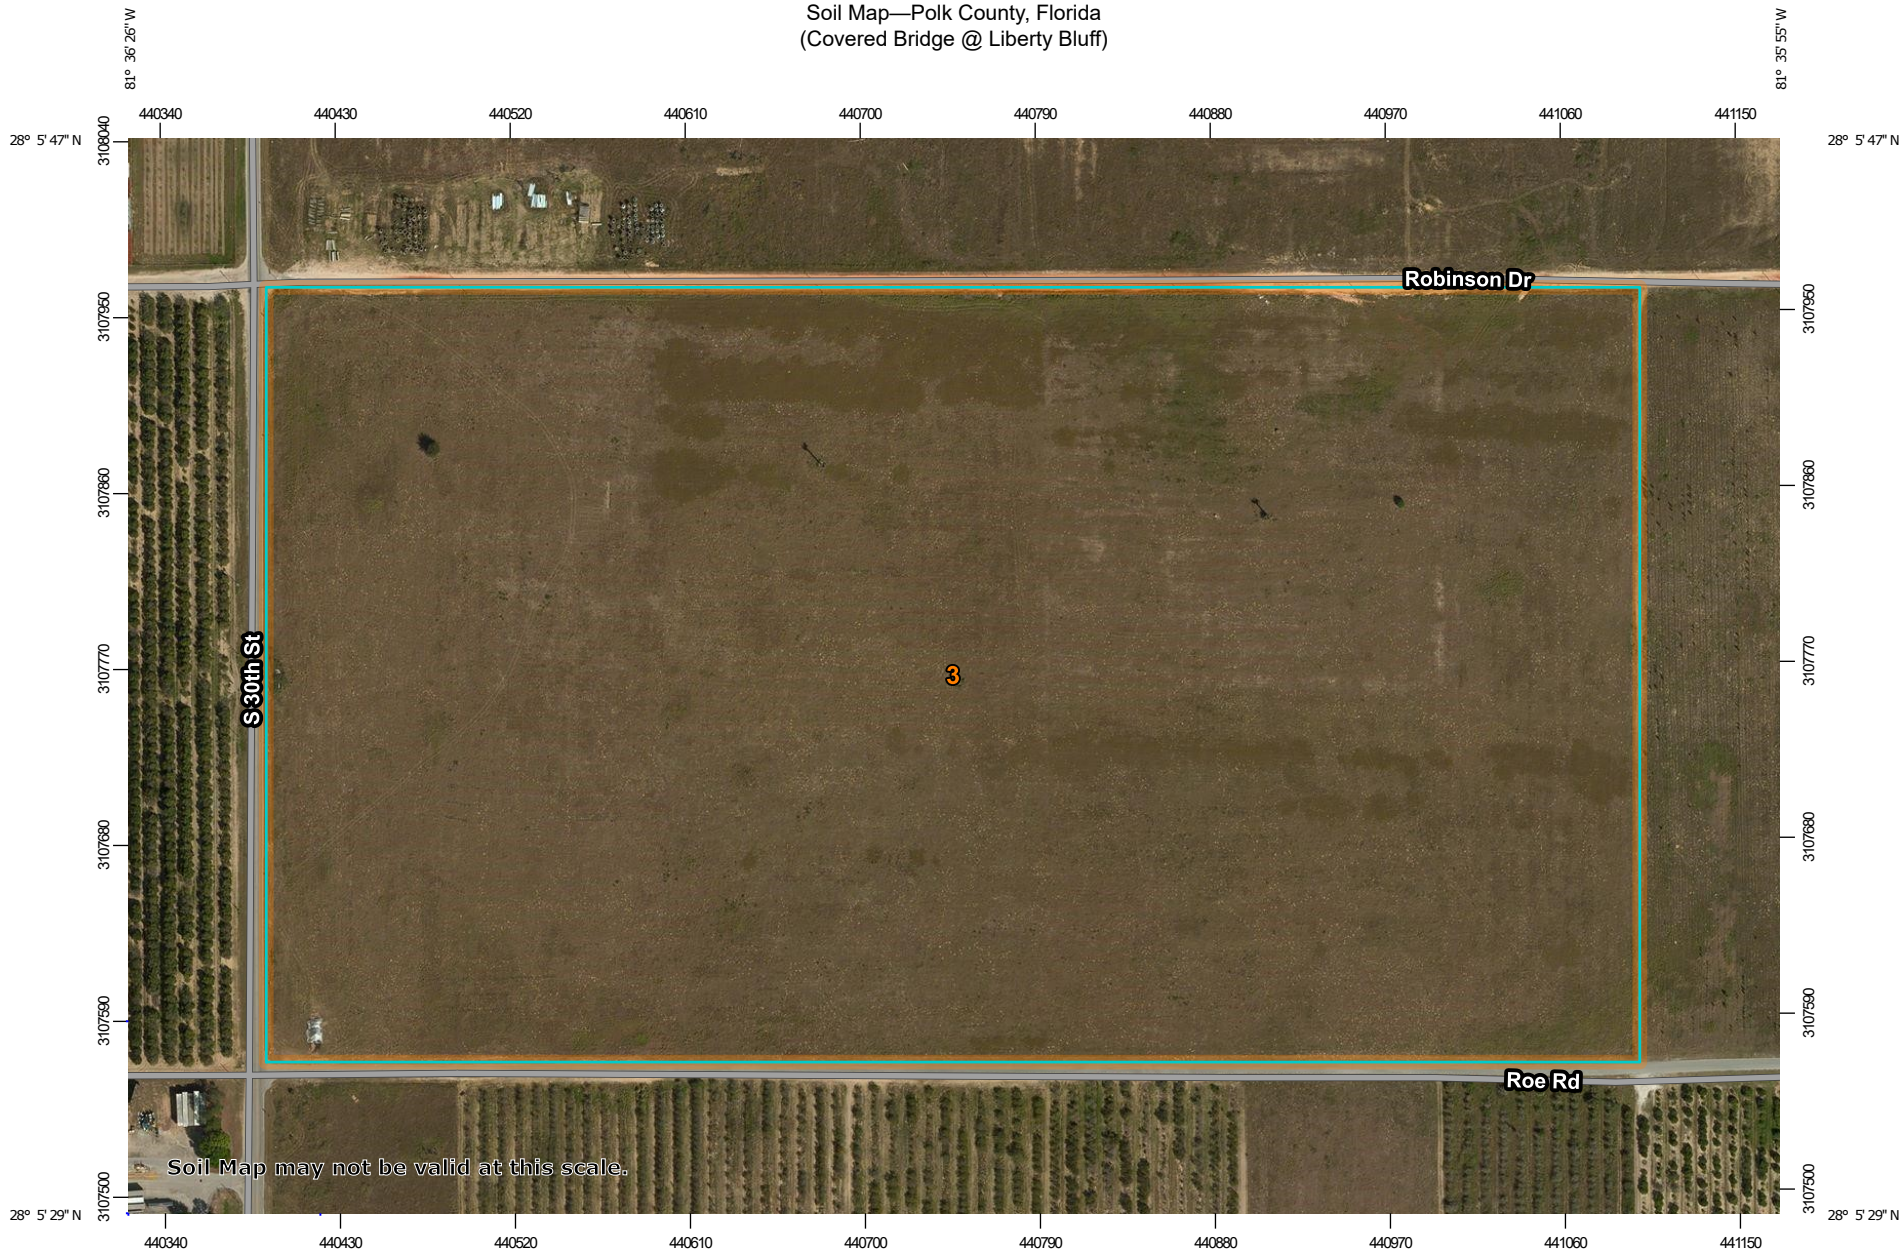 Soil Map—Polk County, Florida
(Covered Bridge @ Liberty Bluff)
81° 36' 26'' W
81° 35' 55'' W
440340 440430 440520 440610 440700 440790 440880 440970 441060 441150
28° 5' 47'' N
28° 5' 47'' N
3108040
Robinson Dr
3107950
3107950
3107860
3107860
S 30th St
3
3107770
3107770
3107680
3107680
3107590
3107590
Roe Rd
Soil Map may not be valid at this scale.
3107500
3107500
28° 5' 29'' N
28° 5' 29'' N
440340 440430 440520 440610 440700 440790 440880 440970 441060 441150